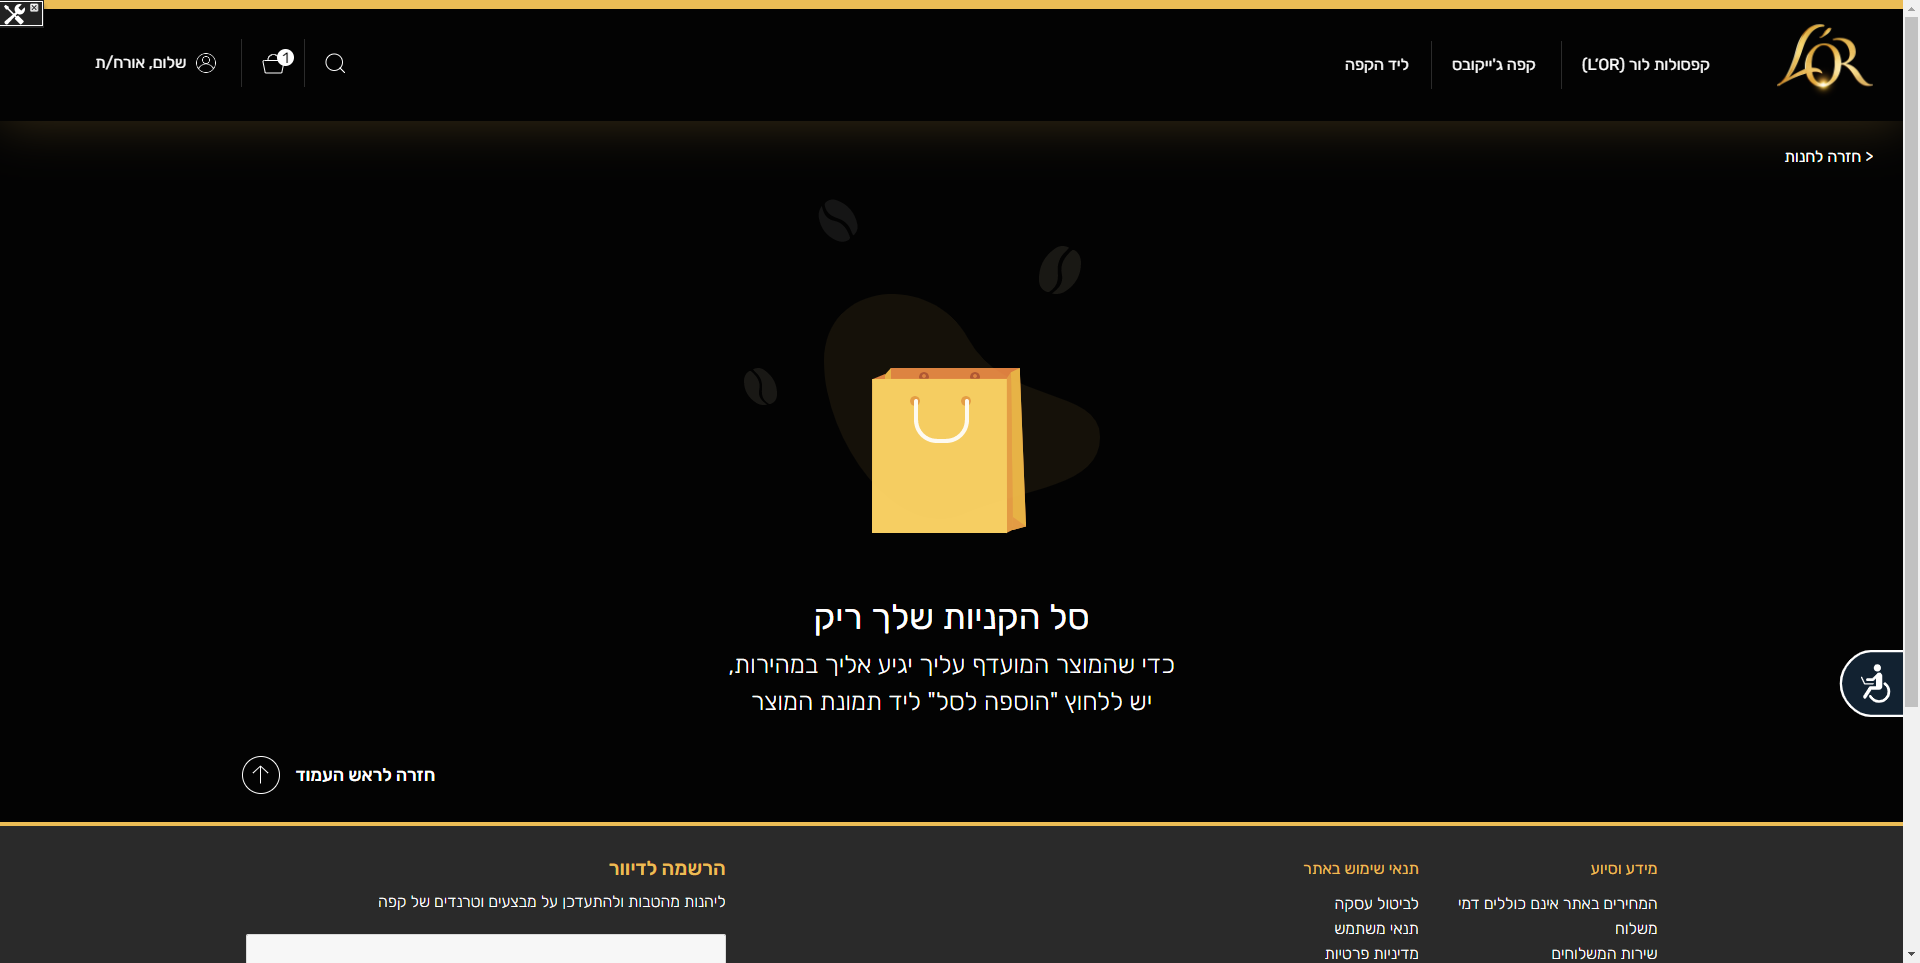 L'OR
קפסולות לור (L'OR)
קפה ג'ייקובס
ליד הקפה
1
שלום, אורח/ת
< חזרה לחנות
סל הקניות שלך ריק
כדי שהמוצר המועדף עליך יגיע אליך במהירות,
יש ללחוץ "הוספה לסל" ליד תמונת המוצר
חזרה לראש העמוד
מידע וסיוע
המחירים באתר אינם כוללים דמי
משלוח
שירות המשלוחים
תנאי שימוש באתר
לביטול עסקה
תנאי משתמש
מדיניות פרטיות
הרשמה לדיוור
ליהנות מהטבות ולהתעדכן על מבצעים וטרנדים של קפה